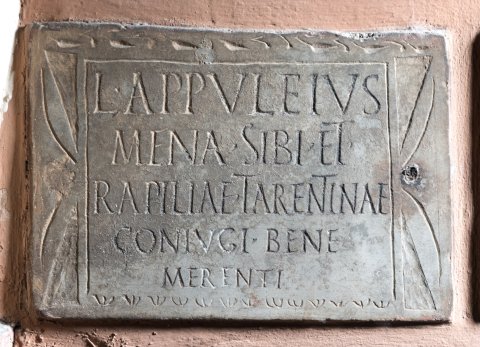 L·APPVLEIVS
MENA·SIBI·ET
RAPILIAE·TARENTINAE
CONIVGI·BENE
MERENTI